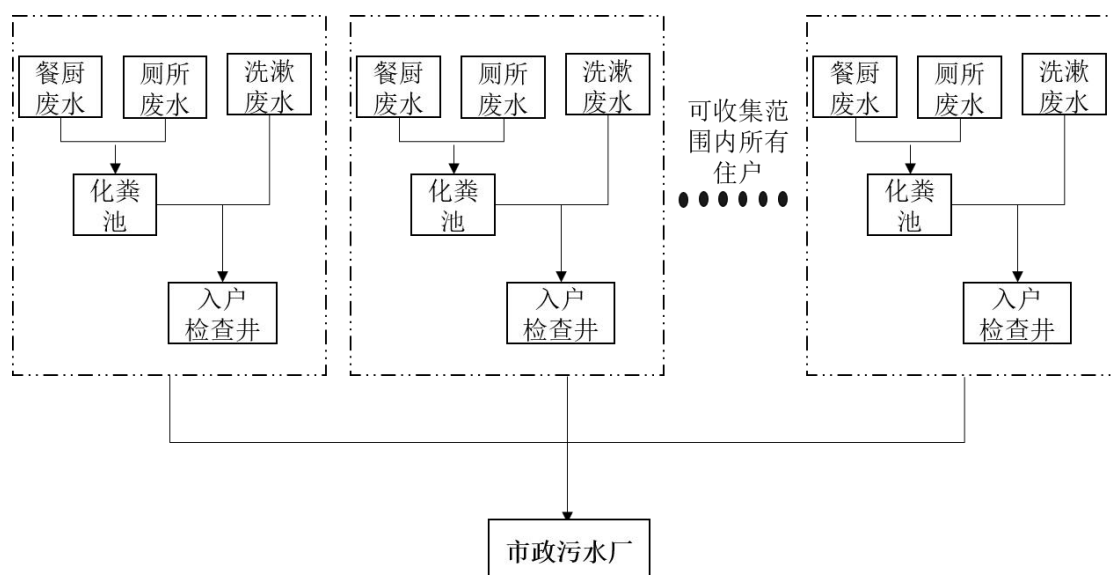 餐厨
废水
厕所
废水
洗漱
废水
化粪
池
入户
检查井
餐厨
废水
厕所
废水
洗漱
废水
化粪
池
入户
检查井
可收集范
围内所有
住户
餐厨
废水
厕所
废水
洗漱
废水
化粪
池
入户
检查井
市政污水厂